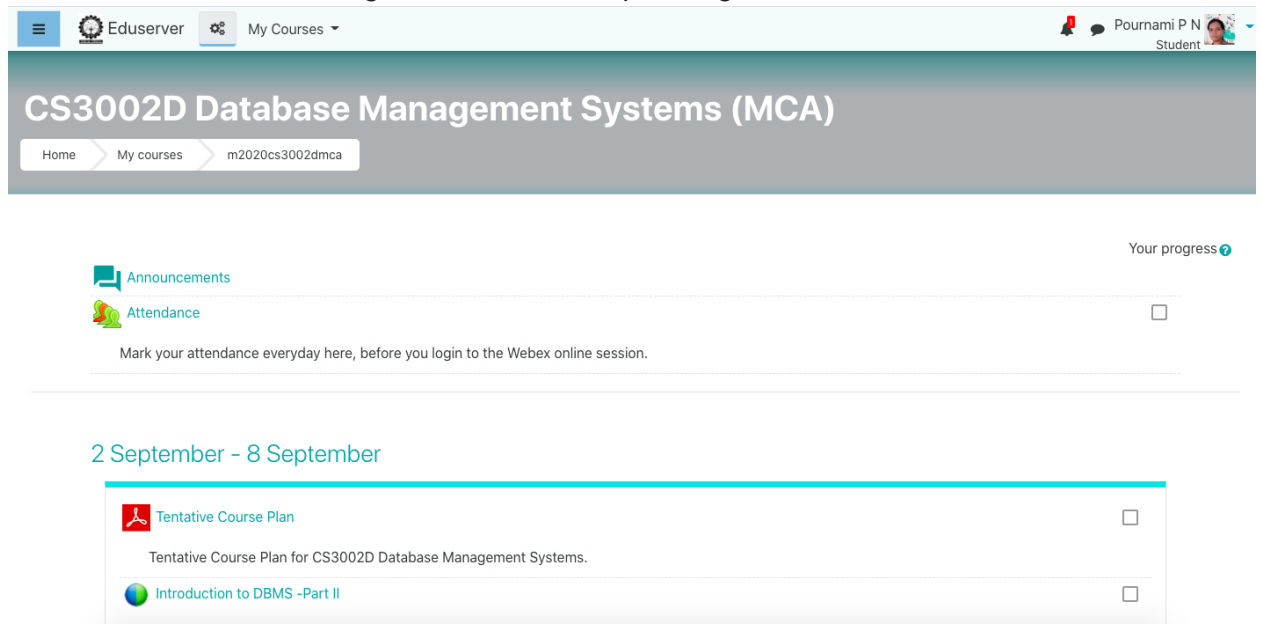 Eduserver My Courses 1 Pournami P N
Student
CS3002D Database Management Systems (MCA)
Home My courses m2020cs3002dmca
Your progress
Announcements
Attendance
Mark your attendance everyday here, before you login to the Webex online session.
2 September - 8 September
Tentative Course Plan
Tentative Course Plan for CS3002D Database Management Systems.
Introduction to DBMS -Part II